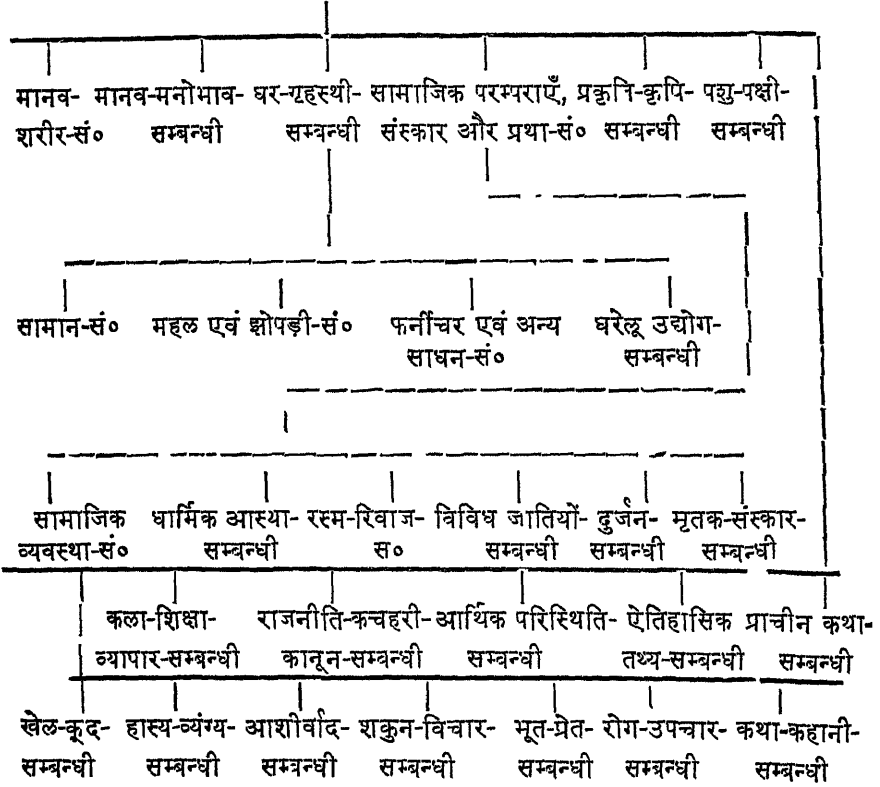 मानव- मानव-मनोभाव- घर-गृहस्थी- सामाजिक परम्पराएँ, प्रकृति-कृषि- पशु-पक्षी-
शरीर-सं० सम्बन्धी सम्बन्धी संस्कार और प्रथा-सं० सम्बन्धी सम्बन्धी
सामान-सं० महल एवं झोपड़ी-सं० फर्नीचर एवं अन्य घरेलू उद्योग-
साधन-सं० सम्बन्धी
सामाजिक धार्मिक आस्था- रस्म-रिवाज- विविध जातियों- दुर्जन- मृतक-संस्कार-
व्यवस्था-सं० सम्बन्धी स० सम्बन्धी सम्बन्धी सम्बन्धी
कला-शिक्षा- राजनीति-कचहरी- आर्थिक परिस्थिति- ऐतिहासिक प्राचीन कथा-
व्यापार-सम्बन्धी कानून-सम्बन्धी सम्बन्धी तथ्य-सम्बन्धी सम्बन्धी
खेल-कूद- हास्य-व्यंग्य- आशीर्वाद- शकुन-विचार- भूत-प्रेत- रोग-उपचार- कथा-कहानी-
सम्बन्धी सम्बन्धी सम्बन्धी सम्बन्धी सम्बन्धी सम्बन्धी सम्बन्धी